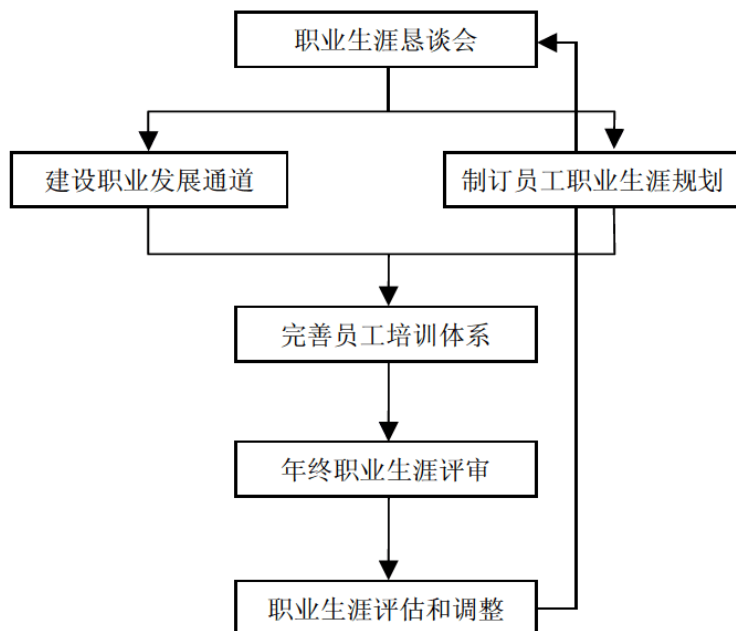 职业生涯恳谈会
建设职业发展通道
制订员工职业生涯规划
完善员工培训体系
年终职业生涯评审
职业生涯评估和调整